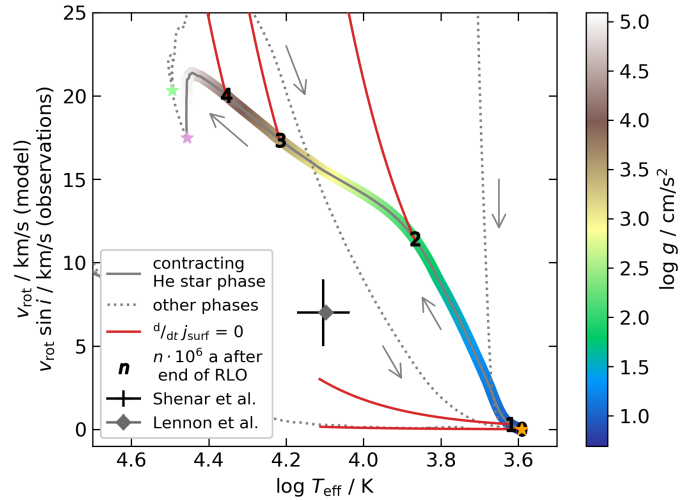 25
20
15
10
5
0
v_rot / km/s (model)
v_rot sin i / km/s (observations)
4
3
2
1
contracting
He star phase
other phases
d/dt j_surf = 0
n · 10⁶ a after
end of RLO
Shenar et al.
Lennon et al.
n
4.6 4.4 4.2 4.0 3.8 3.6
log T_eff / K
5.0
4.5
4.0
3.5
3.0
2.5
2.0
1.5
1.0
log g / cm/s²